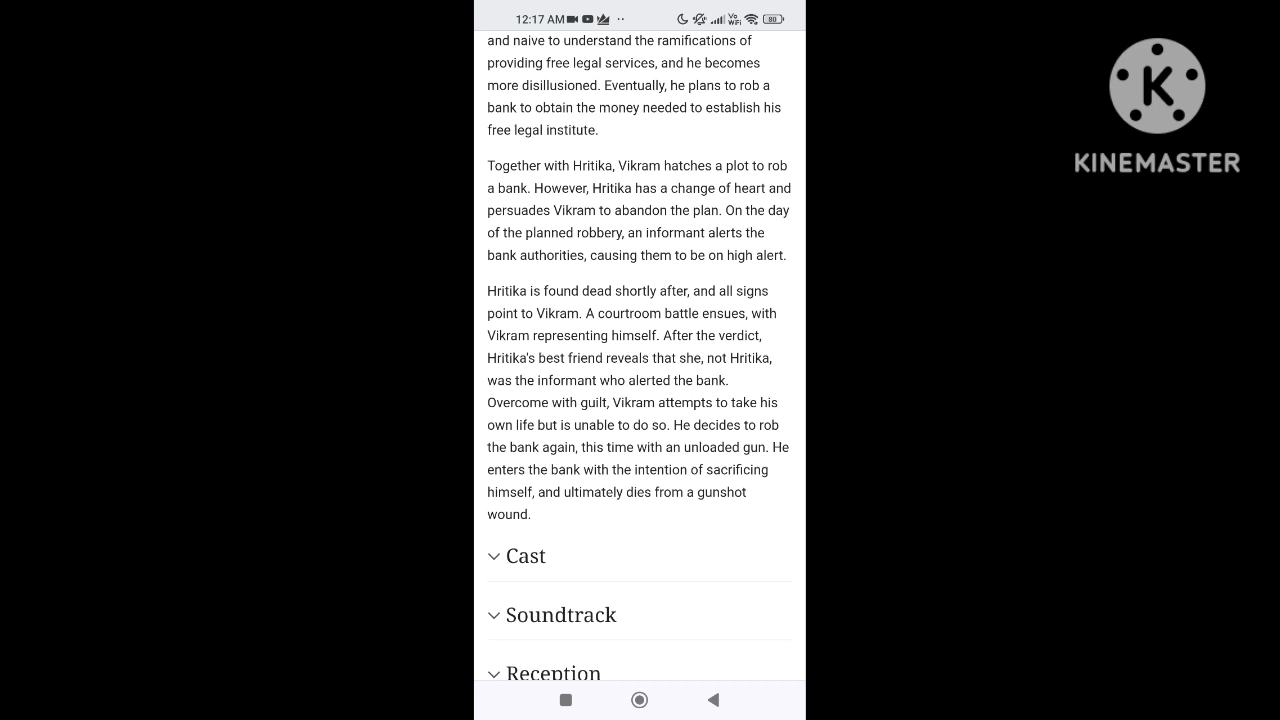 12:17 AM
Vo
WiFi
80
and naive to understand the ramifications of
providing free legal services, and he becomes
more disillusioned. Eventually, he plans to rob a
bank to obtain the money needed to establish his
free legal institute.
Together with Hritika, Vikram hatches a plot to rob
a bank. However, Hritika has a change of heart and
persuades Vikram to abandon the plan. On the day
of the planned robbery, an informant alerts the
bank authorities, causing them to be on high alert.
Hritika is found dead shortly after, and all signs
point to Vikram. A courtroom battle ensues, with
Vikram representing himself. After the verdict,
Hritika's best friend reveals that she, not Hritika,
was the informant who alerted the bank.
Overcome with guilt, Vikram attempts to take his
own life but is unable to do so. He decides to rob
the bank again, this time with an unloaded gun. He
enters the bank with the intention of sacrificing
himself, and ultimately dies from a gunshot
wound.
Cast
Soundtrack
Reception
K
KINEMASTER